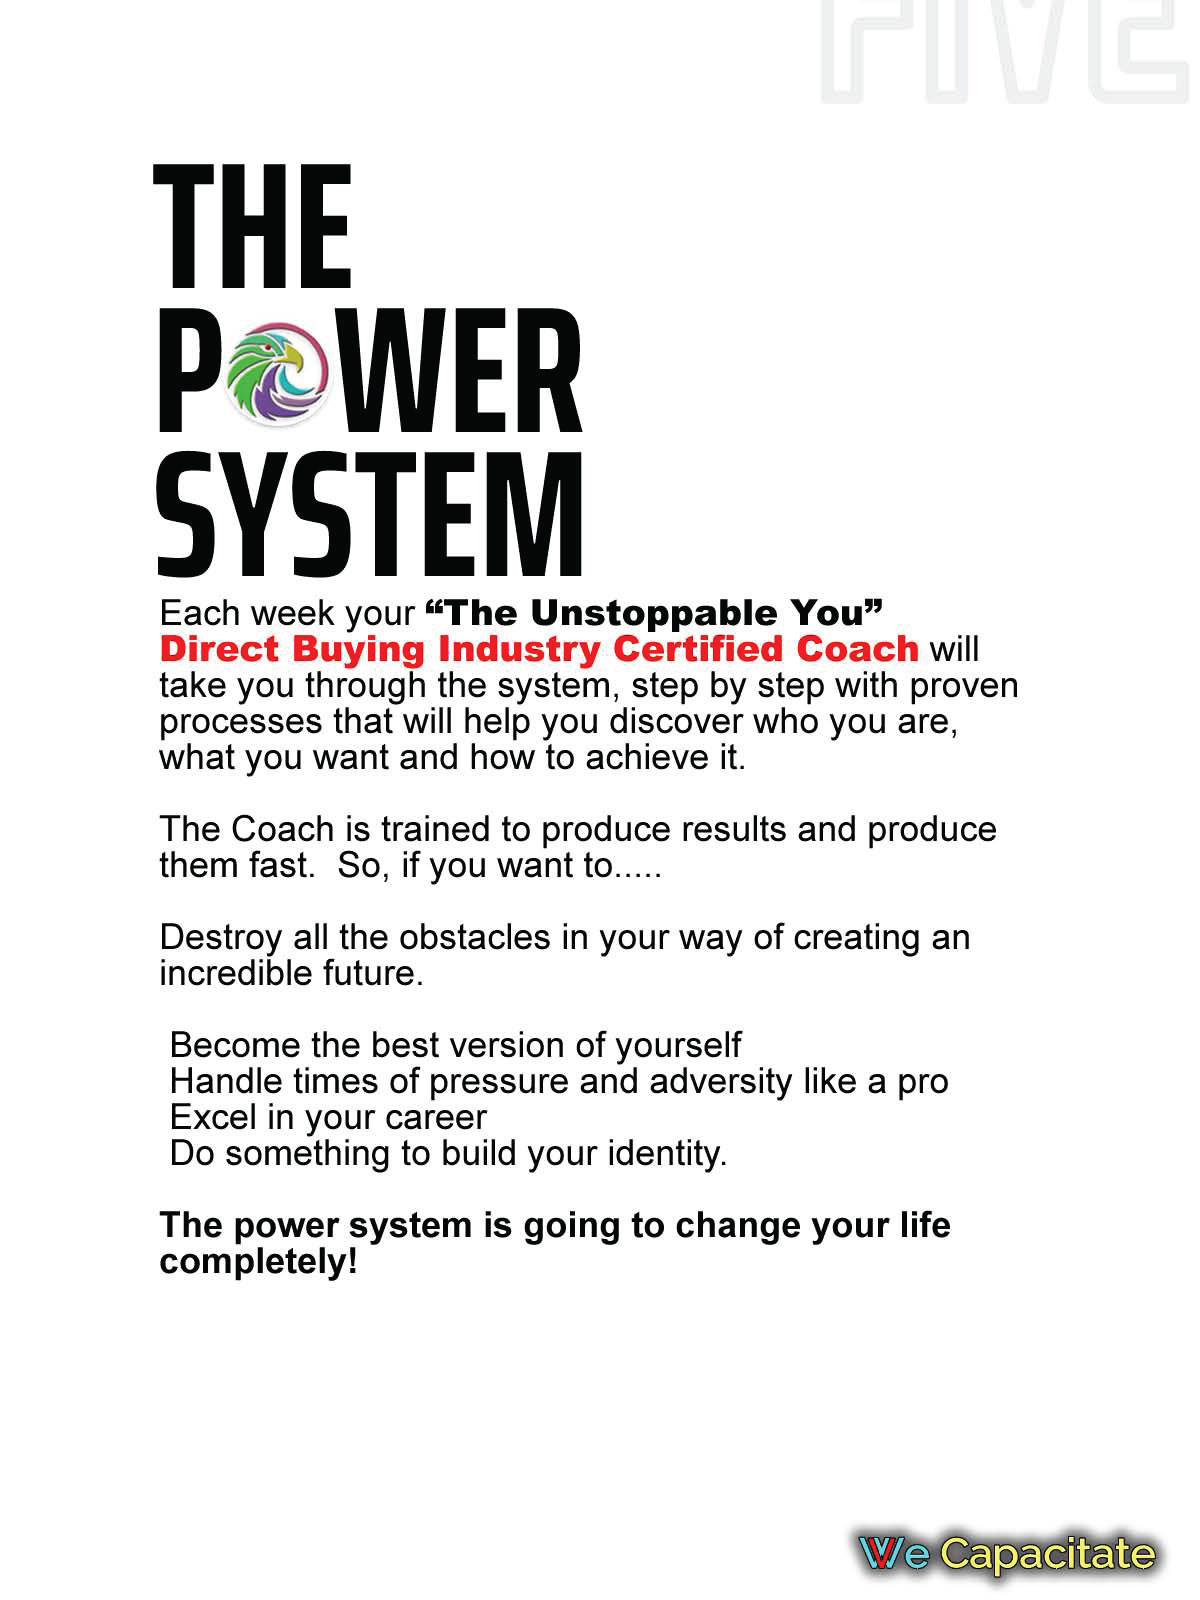 FIVE
THE
POWER
SYSTEM
Each week your “The Unstoppable You”
Direct Buying Industry Certified Coach will
take you through the system, step by step with proven
processes that will help you discover who you are,
what you want and how to achieve it.
The Coach is trained to produce results and produce
them fast.  So, if you want to.....
Destroy all the obstacles in your way of creating an
incredible future.
Become the best version of yourself
Handle times of pressure and adversity like a pro
Excel in your career
Do something to build your identity.
The power system is going to change your life
completely!
We Capacitate